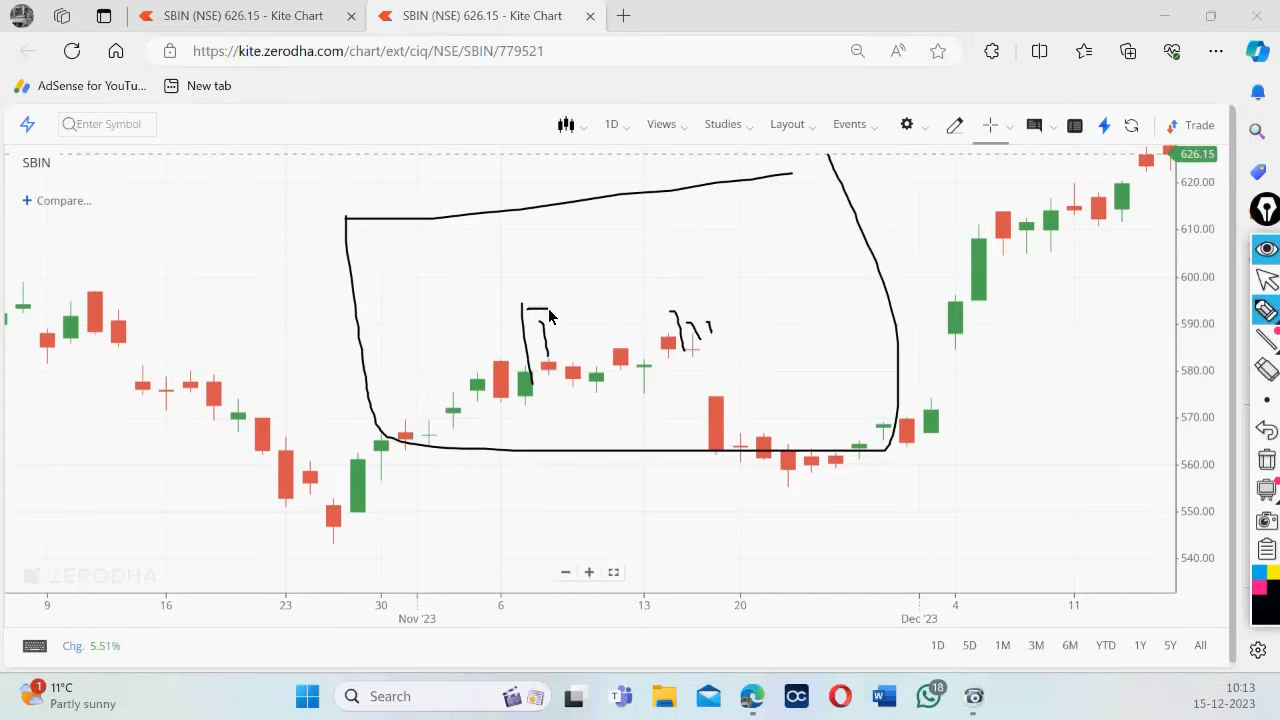 SBIN (NSE) 626.15 - Kite Chart
SBIN (NSE) 626.15 - Kite Chart
https://kite.zerodha.com/chart/ext/ciq/NSE/SBIN/779521
AdSense for YouTu...
New tab
Enter Symbol
1D
Views
Studies
Layout
Events
Trade
SBIN
Compare...
626.15
620.00
610.00
600.00
590.00
580.00
570.00
560.00
550.00
540.00
ZERODHA
9
16
23
30
6
13
20
4
11
Nov '23
Dec '23
Chg. 5.51%
1D
5D
1M
3M
6M
YTD
1Y
5Y
All
1
11°C
Partly sunny
Search
OC
18
10:13
15-12-2023